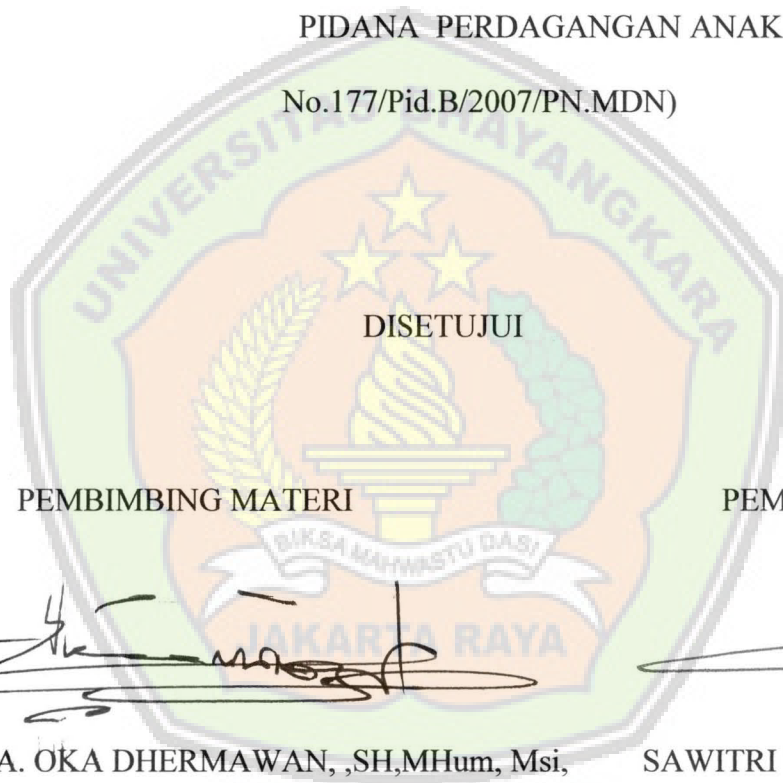 PIDANA PERDAGANGAN ANAK
No.177/Pid.B/2007/PN.MDN)
UNIVERSITAS BHAYANGKARA
DISETUJUI
PEMBIMBING MATERI PEM
BIKSA MAHWASTU DASI
JAKARTA RAYA
A. OKA DHERMAWAN, ,SH,MHum, Msi, SAWITRI